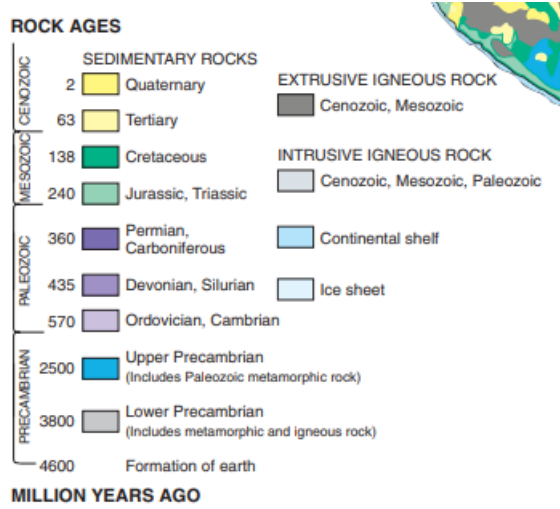 ROCK AGES
CENOZOIC
MESOZOIC
PALEOZOIC
PRECAMBRIAN
SEDIMENTARY ROCKS
2 Quaternary
63 Tertiary
138 Cretaceous
240 Jurassic, Triassic
360 Permian,
Carboniferous
435 Devonian, Silurian
570 Ordovician, Cambrian
2500 Upper Precambrian
(Includes Paleozoic metamorphic rock)
3800 Lower Precambrian
(Includes metamorphic and igneous rock)
4600 Formation of earth
MILLION YEARS AGO
EXTRUSIVE IGNEOUS ROCK
Cenozoic, Mesozoic
INTRUSIVE IGNEOUS ROCK
Cenozoic, Mesozoic, Paleozoic
Continental shelf
Ice sheet